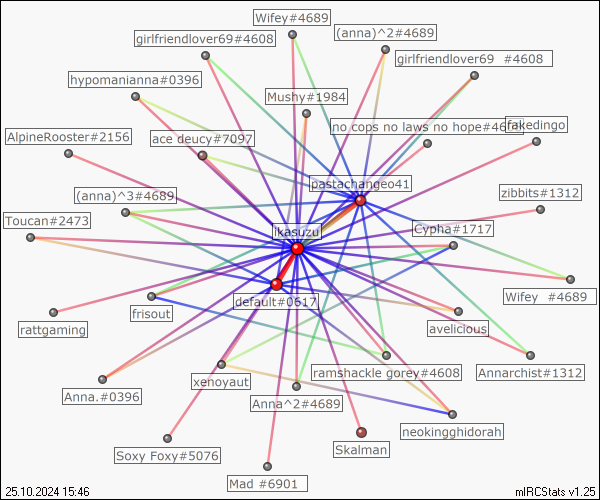 Wifey#4689
(anna)^2#4689
girlfriendlover69#4608
girlfriendlover69 #4608
hypomanianna#0396
Mushy#1984
no cops no laws no hope#46
fakedingo
AlpineRooster#2156
ace deucy#7097
pastachangeo41
(anna)^3#4689
zibbits#1312
Toucan#2473
ikasuzu
Cypha#1717
default#0617
Wifey #4689
frisout
rattgaming
avelicious
ramshackle gorey#4608
Annarchist#1312
xenoyaut
Anna.#0396
Anna^2#4689
neokingghidorah
Soxy Foxy#5076
Skalman
Mad #6901
25.10.2024 15:46
mIRCStats v1.25